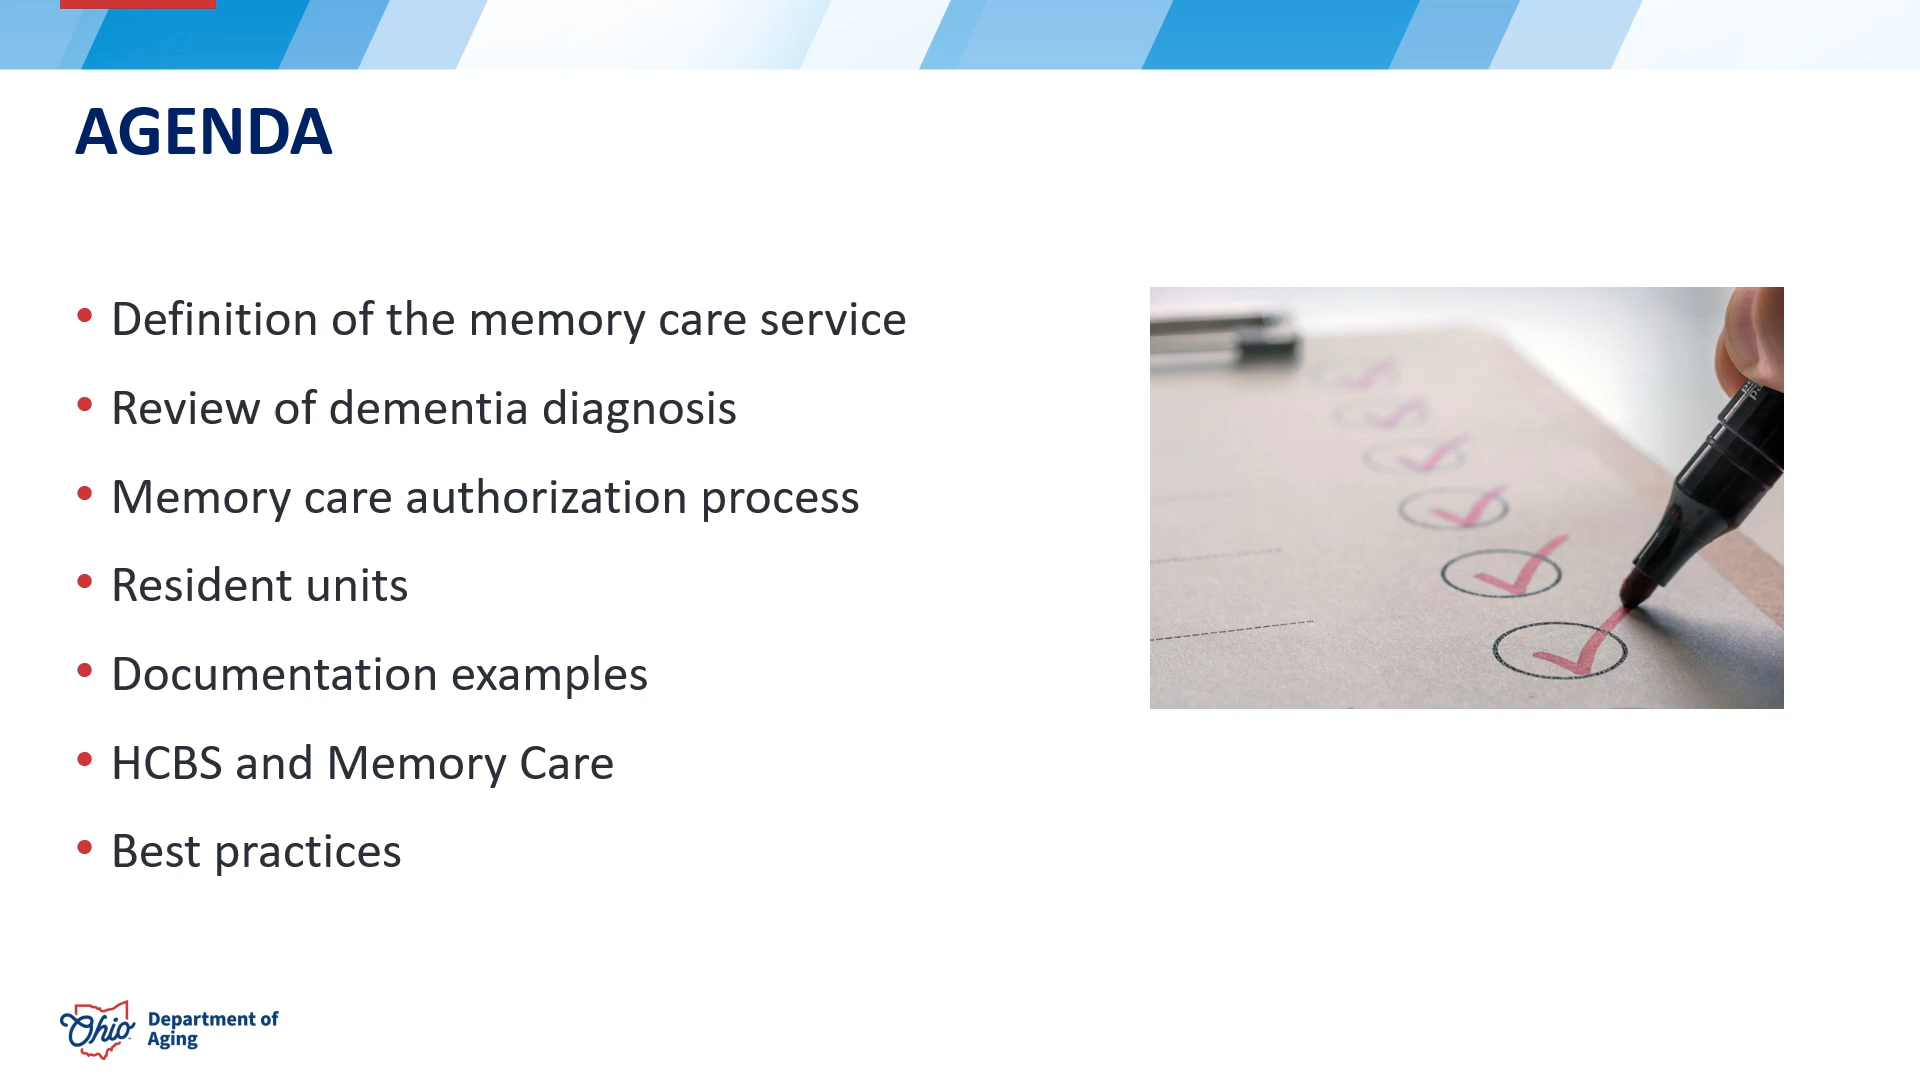 AGENDA
• Definition of the memory care service
• Review of dementia diagnosis
• Memory care authorization process
• Resident units
• Documentation examples
• HCBS and Memory Care
• Best practices
Ohio
Department of
Aging